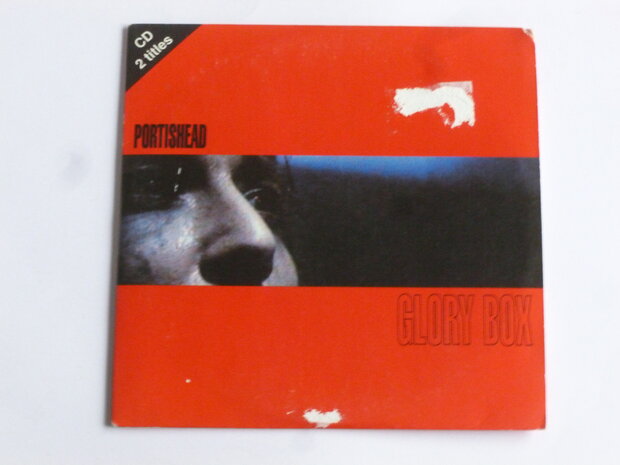 CD
2 titles
PORTISHEAD
GLORY BOX